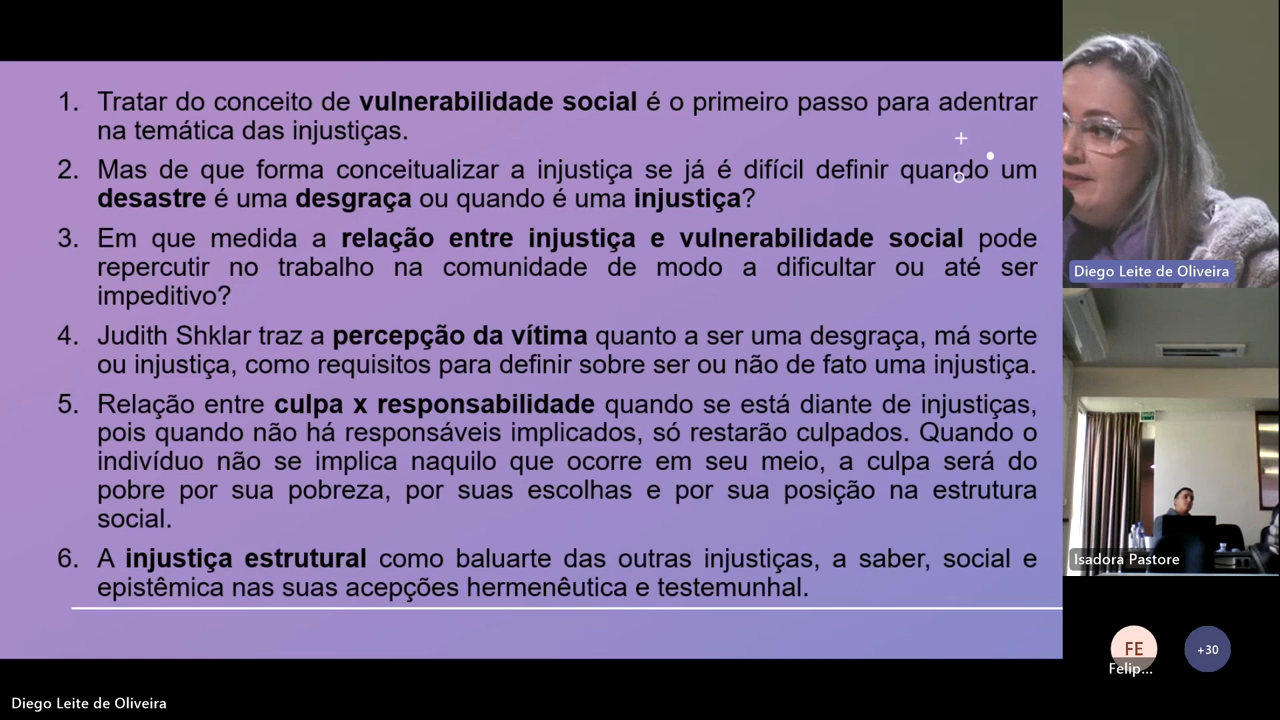 1. Tratar do conceito de vulnerabilidade social é o primeiro passo para adentrar
na temática das injustiças.
2. Mas de que forma conceitualizar a injustiça se já é difícil definir quando um
desastre é uma desgraça ou quando é uma injustiça?
3. Em que medida a relação entre injustiça e vulnerabilidade social pode
repercutir no trabalho na comunidade de modo a dificultar ou até ser
impeditivo?
4. Judith Shklar traz a percepção da vítima quanto a ser uma desgraça, má sorte
ou injustiça, como requisitos para definir sobre ser ou não de fato uma injustiça.
5. Relação entre culpa x responsabilidade quando se está diante de injustiças,
pois quando não há responsáveis implicados, só restarão culpados. Quando o
indivíduo não se implica naquilo que ocorre em seu meio, a culpa será do
pobre por sua pobreza, por suas escolhas e por sua posição na estrutura
social.
6. A injustiça estrutural como baluarte das outras injustiças, a saber, social e
epistêmica nas suas acepções hermenêutica e testemunhal.
Diego Leite de Oliveira
Isadora Pastore
FE
Felip...
+30
Diego Leite de Oliveira